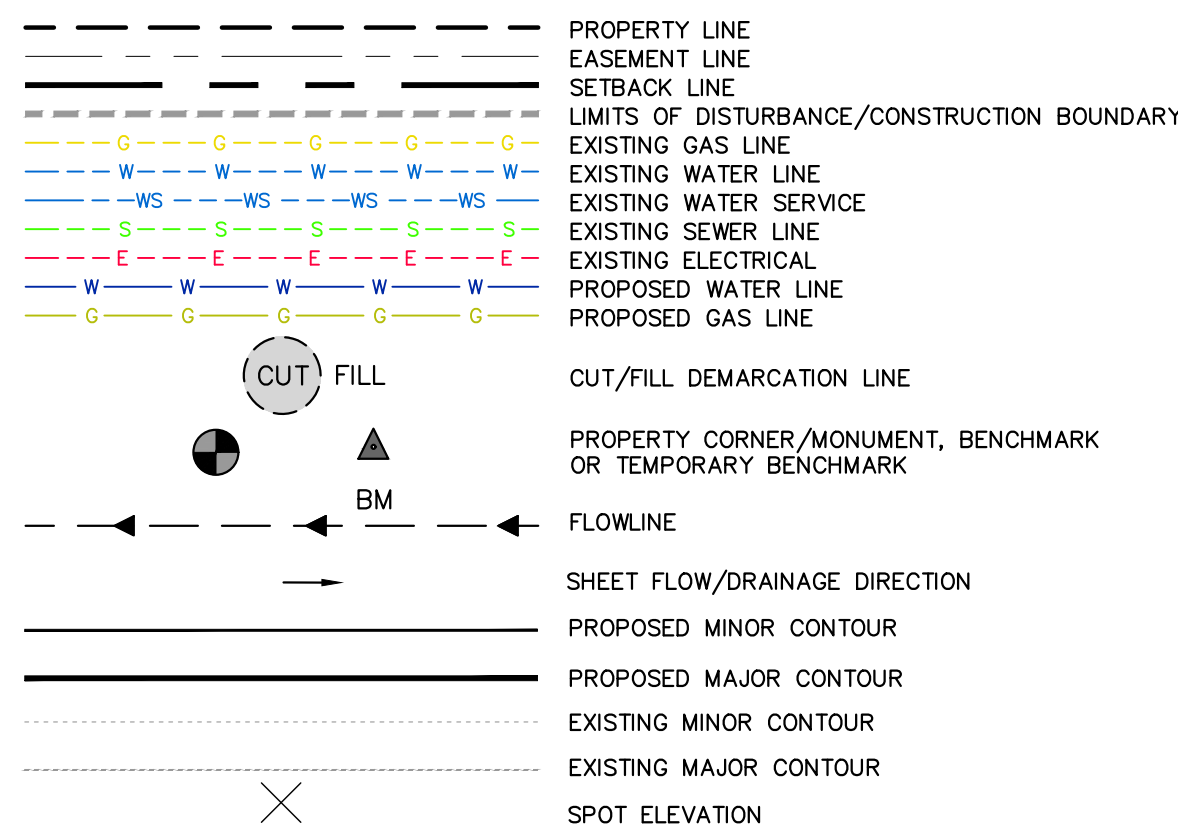 PROPERTY LINE
EASEMENT LINE
SETBACK LINE
LIMITS OF DISTURBANCE/CONSTRUCTION BOUNDARY
G G G G G EXISTING GAS LINE
W W W W W EXISTING WATER LINE
WS WS WS WS EXISTING WATER SERVICE
S S S S S EXISTING SEWER LINE
E E E E E EXISTING ELECTRICAL
W W W W W PROPOSED WATER LINE
G G G G G PROPOSED GAS LINE
CUT FILL CUT/FILL DEMARCATION LINE
PROPERTY CORNER/MONUMENT, BENCHMARK
OR TEMPORARY BENCHMARK
BM
FLOWLINE
SHEET FLOW/DRAINAGE DIRECTION
PROPOSED MINOR CONTOUR
PROPOSED MAJOR CONTOUR
EXISTING MINOR CONTOUR
EXISTING MAJOR CONTOUR
SPOT ELEVATION